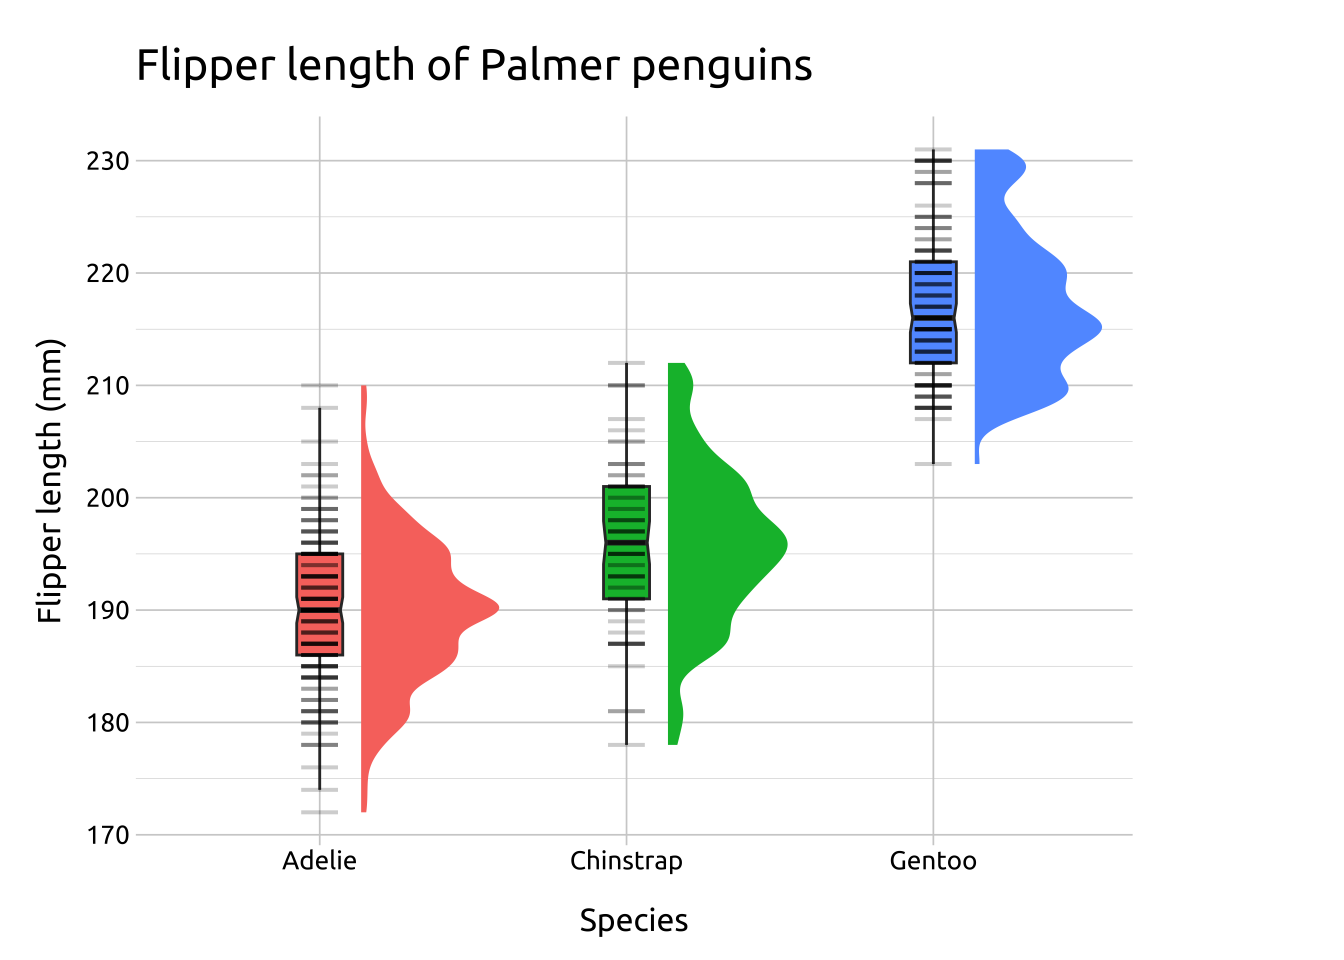 Flipper length of Palmer penguins
Flipper length (mm)
230
220
210
200
190
180
170
Adelie
Chinstrap
Gentoo
Species